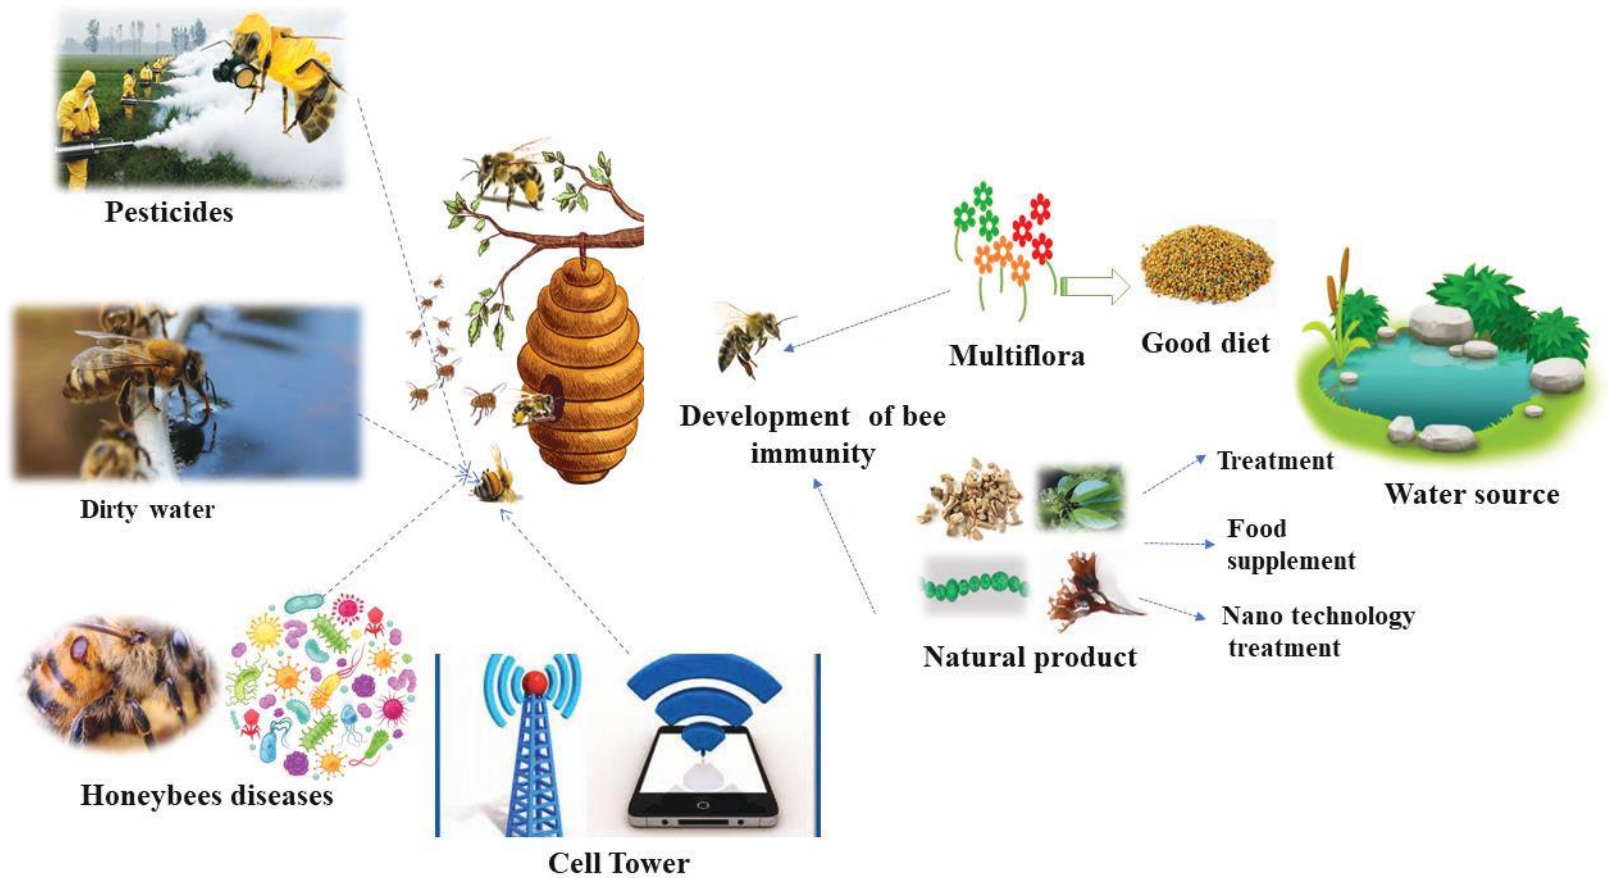 Pesticides
Dirty water
Honeybees diseases
Cell Tower
Development of bee
immunity
Multiflora
Good diet
Water source
Natural product
Treatment
Food
supplement
Nano technology
treatment